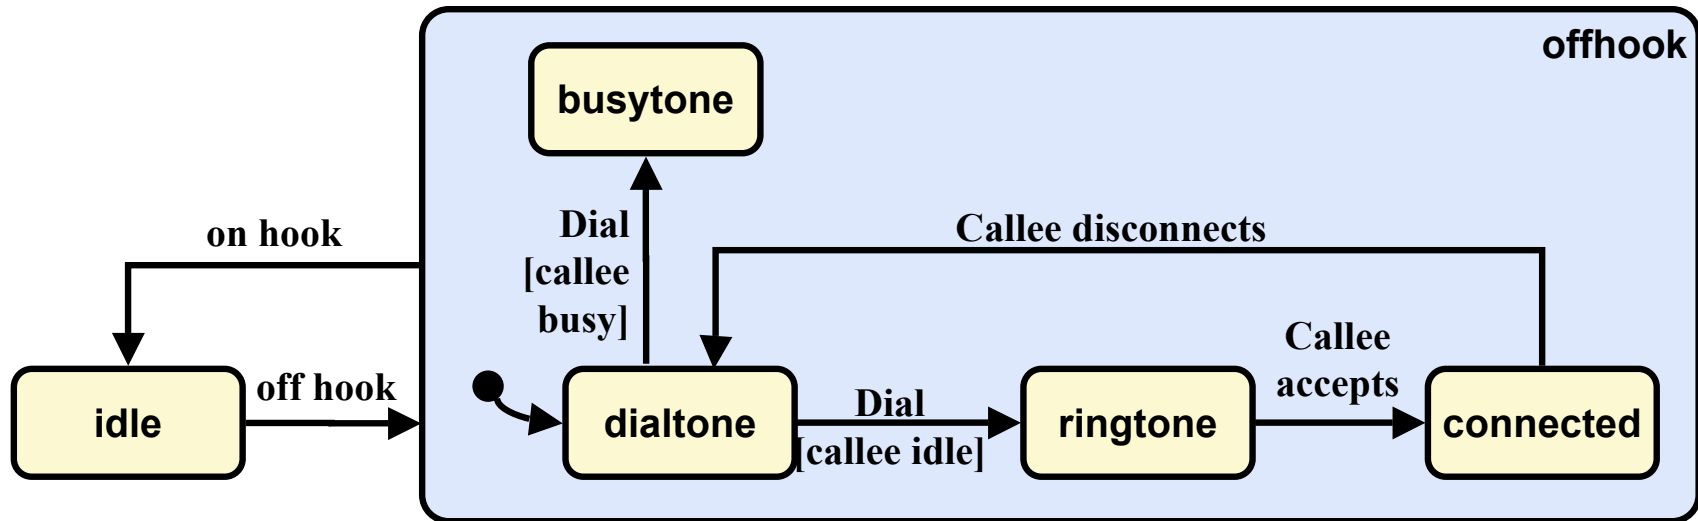 offhook
busytone
on hook
Dial
[callee
busy]
Callee disconnects
idle
off hook
dialtone
Dial
[callee idle]
ringtone
Callee
accepts
connected